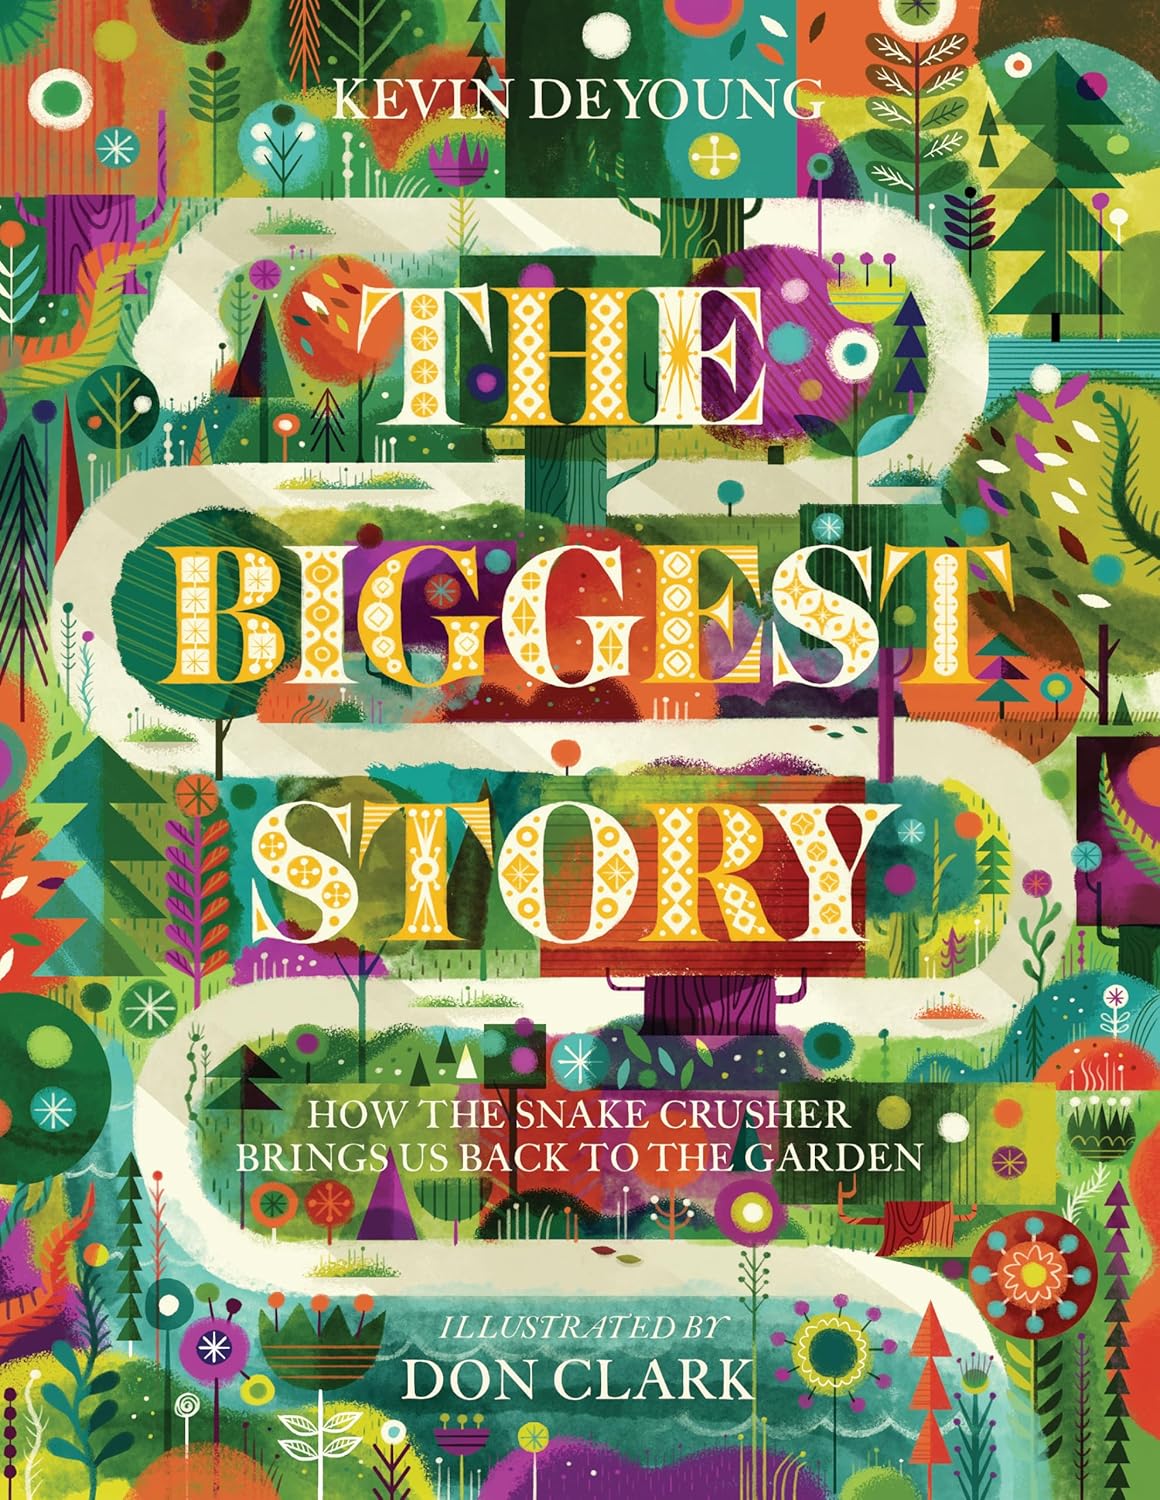 KEVIN DEYOUNG
THE
BIGGEST
STORY
HOW THE SNAKE CRUSHER
BRINGS US BACK TO THE GARDEN
ILLUSTRATED BY
DON CLARK